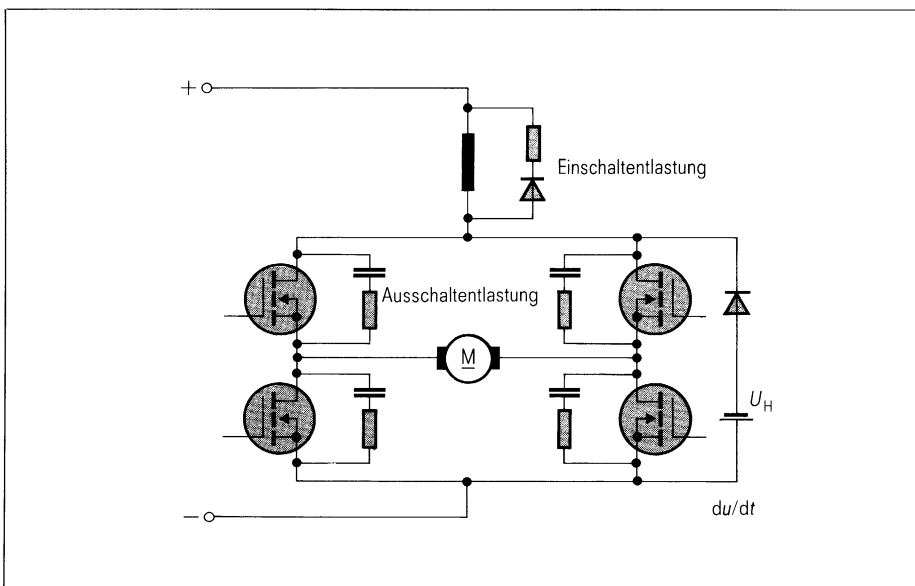 +
Einschaltentlastung
Ausschaltentlastung
M
U_H
du/dt
−